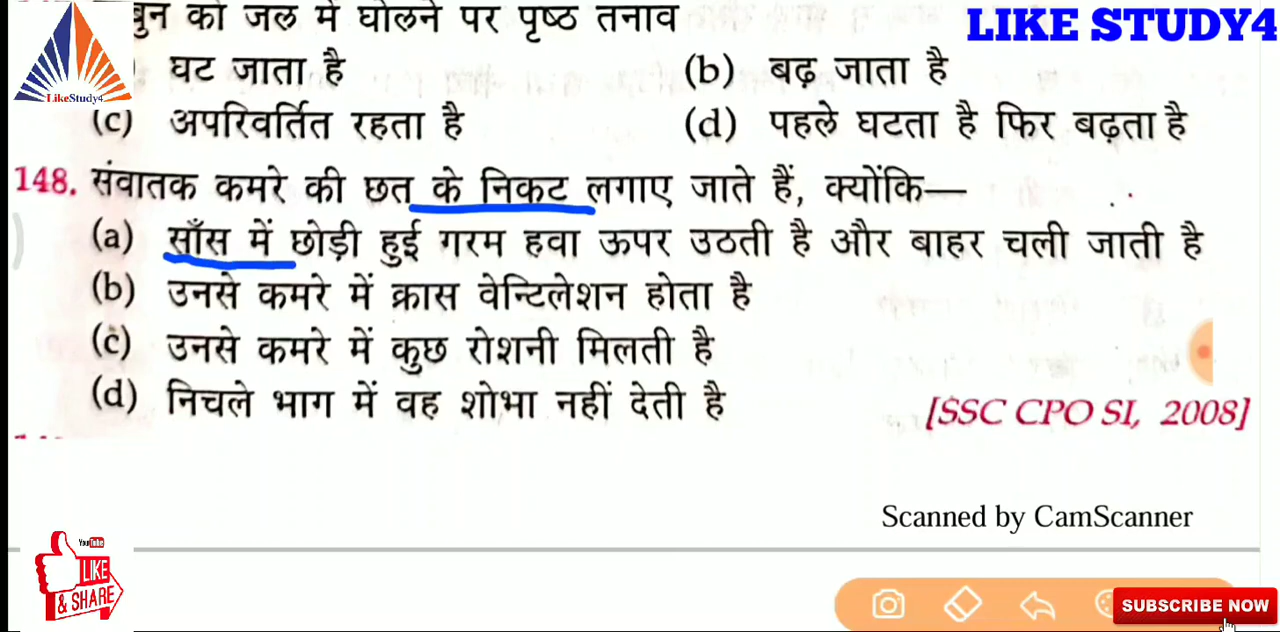 LIKE STUDY4
LikeStudy4
को जल में घोलने पर पृष्ठ तनाव
) घट जाता है (b) बढ़ जाता है
(c) अपरिवर्तित रहता है (d) पहले घटता है फिर बढ़ता है
148. संवातक कमरे की छत के निकट लगाए जाते हैं, क्योंकि—
(a) साँस में छोड़ी हुई गरम हवा ऊपर उठती है और बाहर चली जाती है
(b) उनसे कमरे में क्रास वेन्टिलेशन होता है
(c) उनसे कमरे में कुछ रोशनी मिलती है
(d) निचले भाग में वह शोभा नहीं देती है
[SSC CPO SI, 2008]
Scanned by CamScanner
YouTube
LIKE
& SHARE
SUBSCRIBE NOW